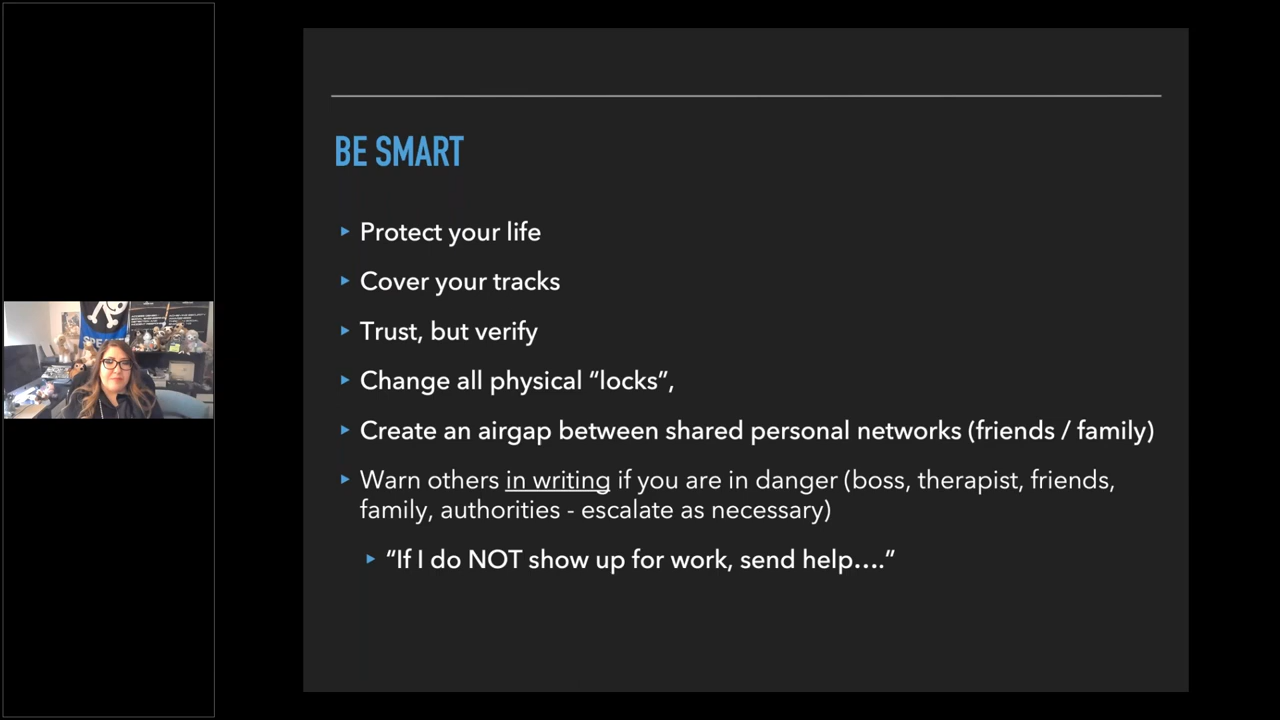 BE SMART
Protect your life
Cover your tracks
Trust, but verify
Change all physical “locks”,
Create an airgap between shared personal networks (friends / family)
Warn others in writing if you are in danger (boss, therapist, friends,
family, authorities - escalate as necessary)
“If I do NOT show up for work, send help....”